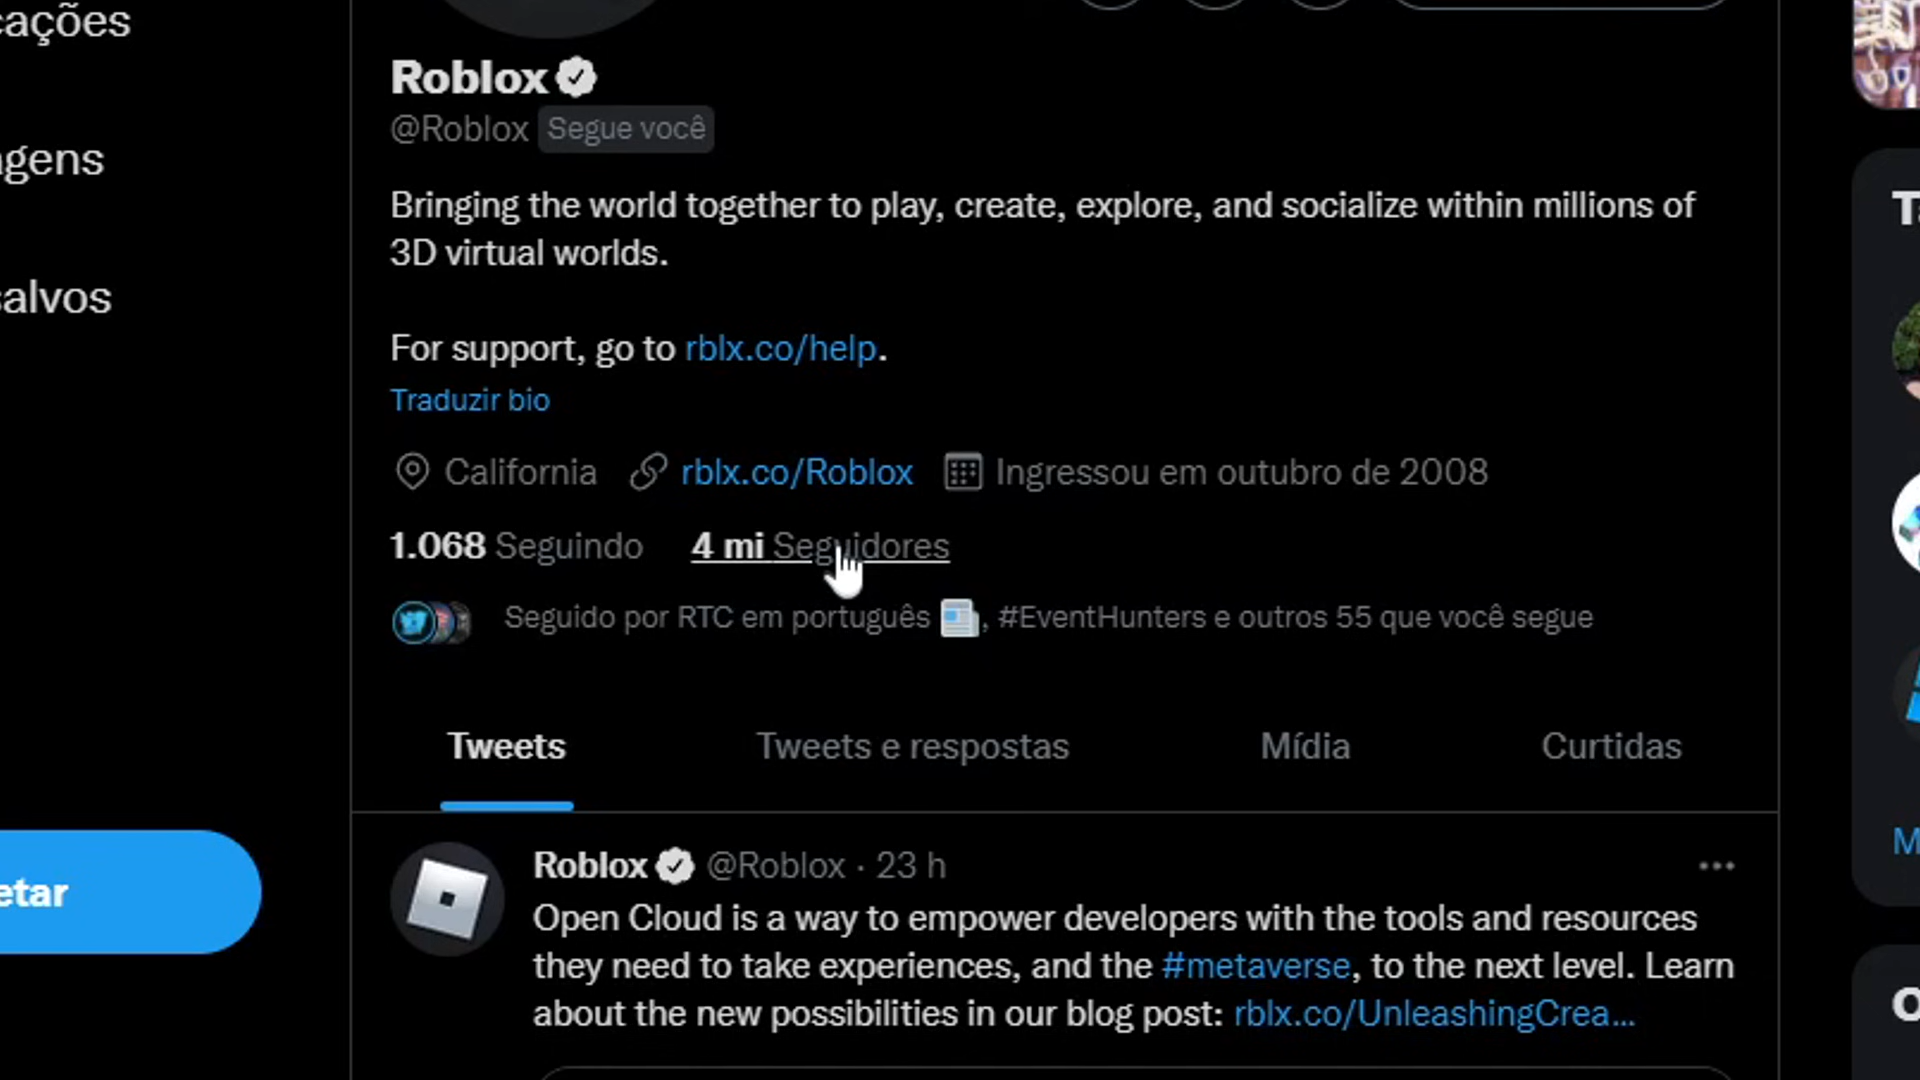 cações
Roblox
@Roblox Segue você
agens
Bringing the world together to play, create, explore, and socialize within millions of
3D virtual worlds.
salvos
For support, go to rblx.co/help.
Traduzir bio
California rblx.co/Roblox Ingressou em outubro de 2008
1.068 Seguindo 4 mi Seguidores
Seguido por RTC em português 📰, #EventHunters e outros 55 que você segue
Tweets Tweets e respostas Mídia Curtidas
etar
Roblox @Roblox · 23 h
Open Cloud is a way to empower developers with the tools and resources
they need to take experiences, and the #metaverse, to the next level. Learn
about the new possibilities in our blog post: rblx.co/UnleashingCrea...